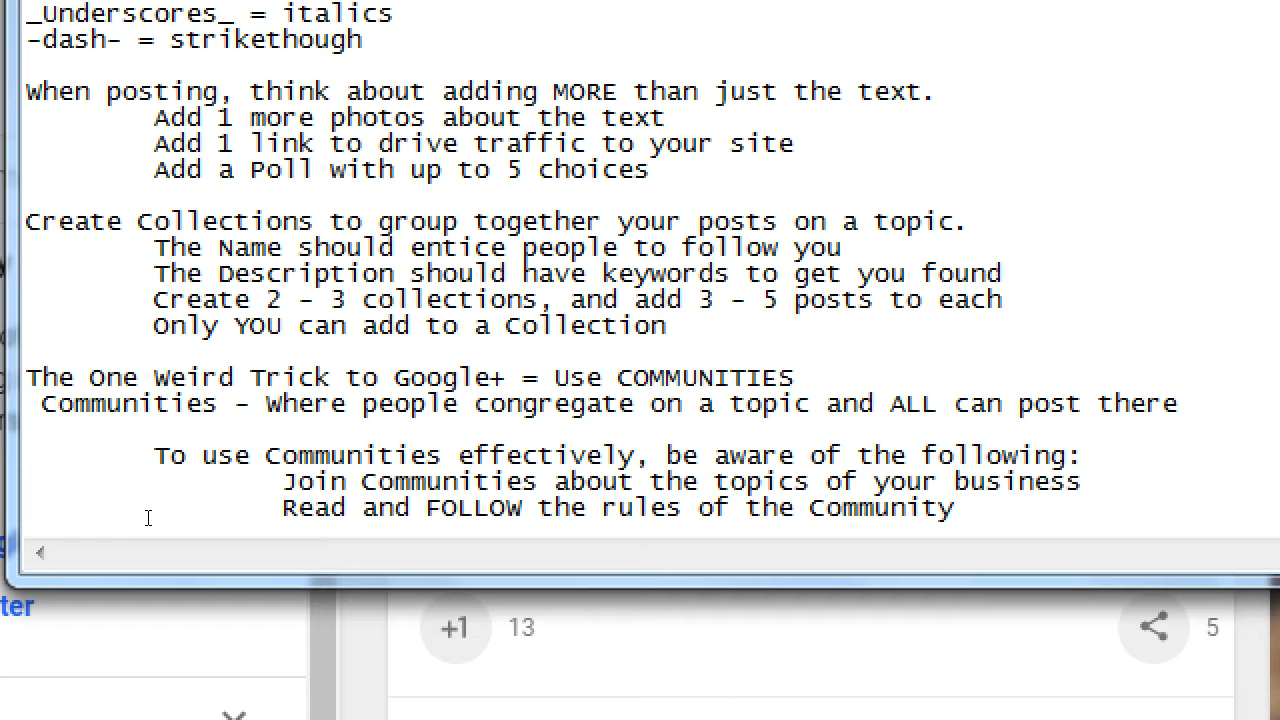 _Underscores_ = italics
-dash- = strikethough
When posting, think about adding MORE than just the text.
Add 1 more photos about the text
Add 1 link to drive traffic to your site
Add a Poll with up to 5 choices
Create Collections to group together your posts on a topic.
The Name should entice people to follow you
The Description should have keywords to get you found
Create 2 - 3 collections, and add 3 - 5 posts to each
Only YOU can add to a Collection
The One Weird Trick to Google+ = Use COMMUNITIES
Communities - Where people congregate on a topic and ALL can post there
To use Communities effectively, be aware of the following:
Join Communities about the topics of your business
Read and FOLLOW the rules of the Community
ter
+1 13 5